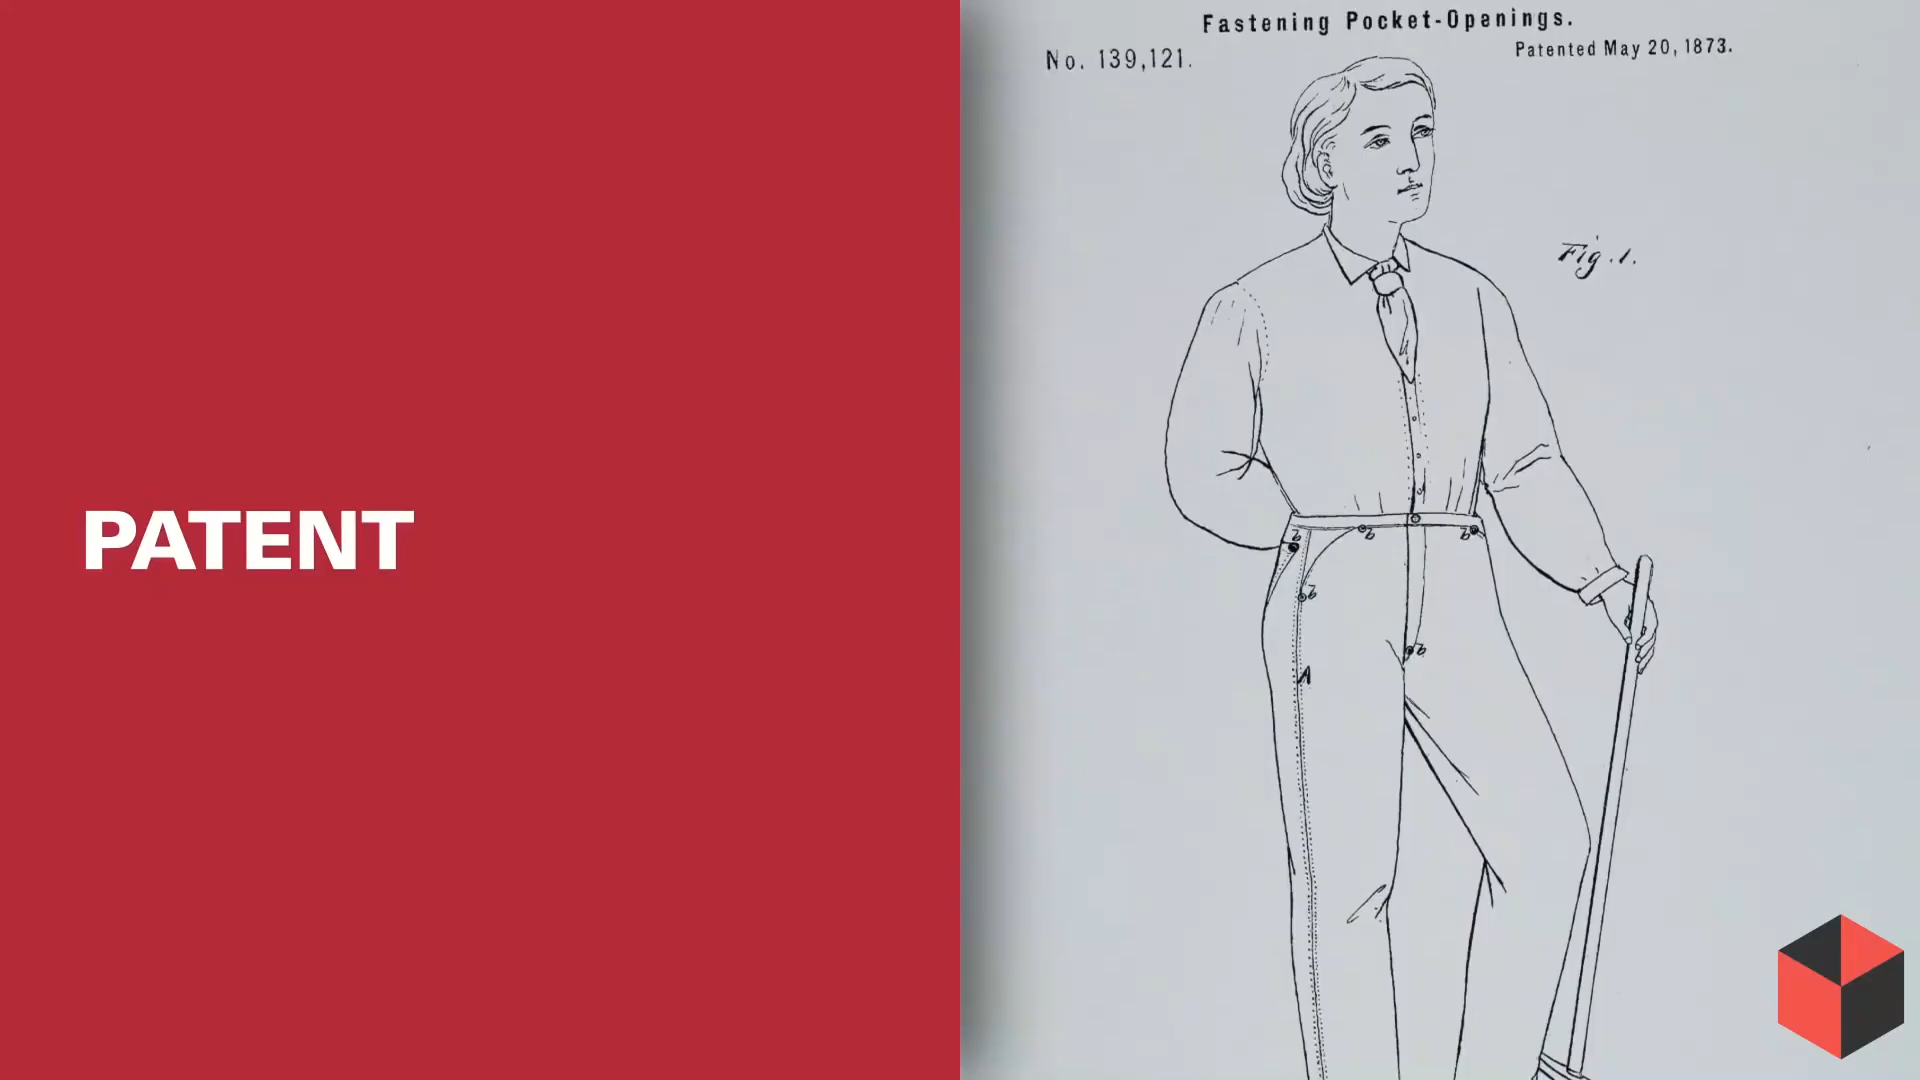 PATENT
Fastening Pocket-Openings.
No. 139,121.
Patented May 20, 1873.
Fig. 1.
b
b
b
b
b
A